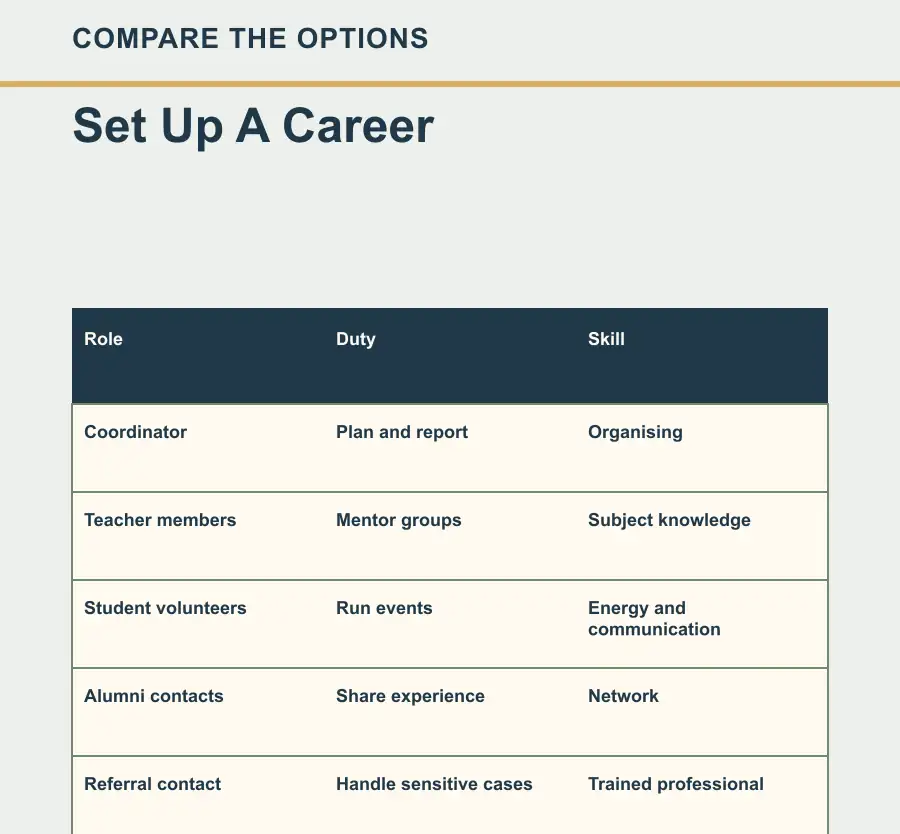 COMPARE THE OPTIONS
Set Up A Career
Role Duty Skill
Coordinator Plan and report Organising
Teacher members Mentor groups Subject knowledge
Student volunteers Run events Energy and
communication
Alumni contacts Share experience Network
Referral contact Handle sensitive cases Trained professional